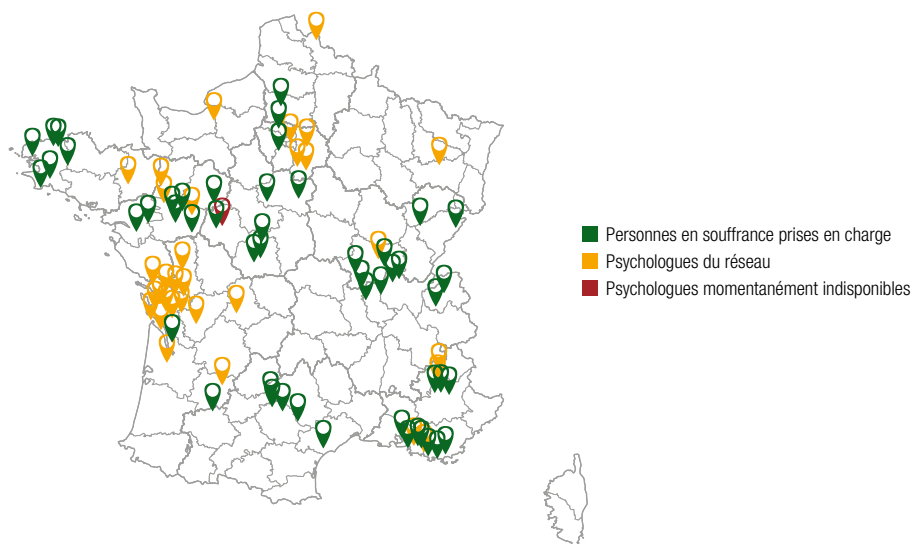 Personnes en souffrance prises en charge
Psychologues du réseau
Psychologues momentanément indisponibles